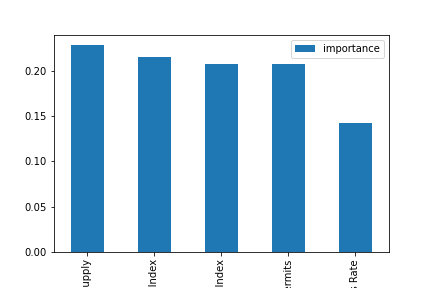 importance
0.20
0.15
0.10
0.05
0.00
upply
Index
Index
ermits
s Rate